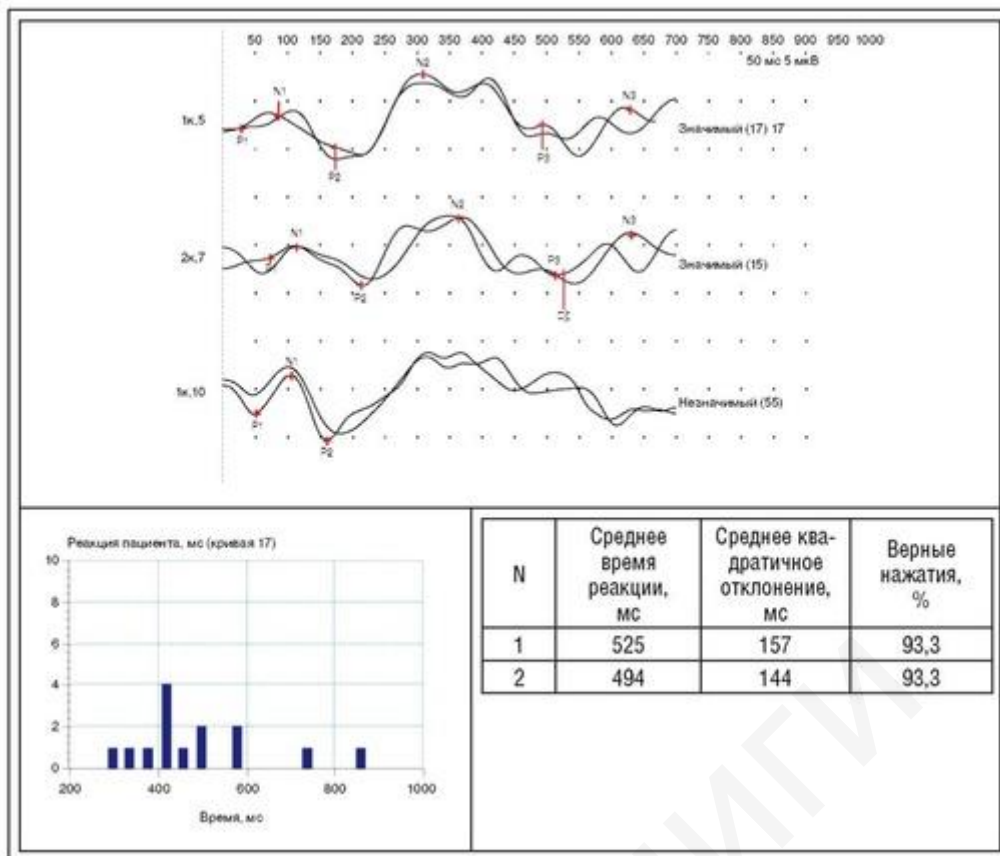 50 100 150 200 250 300 350 400 450 500 550 600 650 700 750 800 850 900 950 1000
50 мс 5 мкВ
N2
N1
N3
1к,5
Значимый (17) 17
P1
P3
P2
N2
N1
N3
2к,7
P3
Значимый (15)
P2
N1
1к,10
Незначимый (55)
P1
P2
Реакция пациента, мс (кривая 17)
10
8
6
4
2
0
200 400 600 800 1000
Время, мс
N
Среднее
время
реакции,
мс
Среднее ква-
дратичное
отклонение,
мс
Верные
нажатия,
%
1 525 157 93,3
2 494 144 93,3
НИГИ